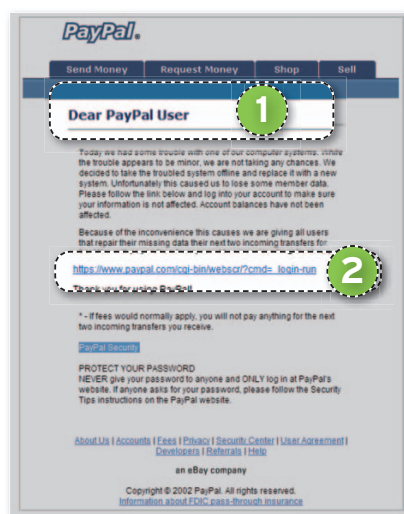 PayPal.
Send Money Request Money Shop Sell
Dear PayPal User
1
Today we had some trouble with one of our computer systems. While
the trouble appears to be minor, we are not taking any chances. We
decided to take the troubled system offline and replace it with a new
system. Unfortunately this caused us to lose some member data.
Please follow the link below and log into your account to make sure
your information is not affected. Account balances have not been
affected.
Because of the inconvenience this causes we are giving all users
that repair their missing data their next two incoming transfers for
https://www.paypal.com/cgi-bin/webscr/?cmd=_login-run
2
Thank you for using PayPal!
* - If fees would normally apply, you will not pay anything for the next
two incoming transfers you receive.
PayPal Security
PROTECT YOUR PASSWORD
NEVER give your password to anyone and ONLY log in at PayPal's
website. If anyone asks for your password, please follow the Security
Tips instructions on the PayPal website.
About Us | Accounts | Fees | Privacy | Security Center | User Agreement |
Developers | Referrals | Help
an eBay company
Copyright © 2002 PayPal. All rights reserved.
Information about FDIC pass-through insurance